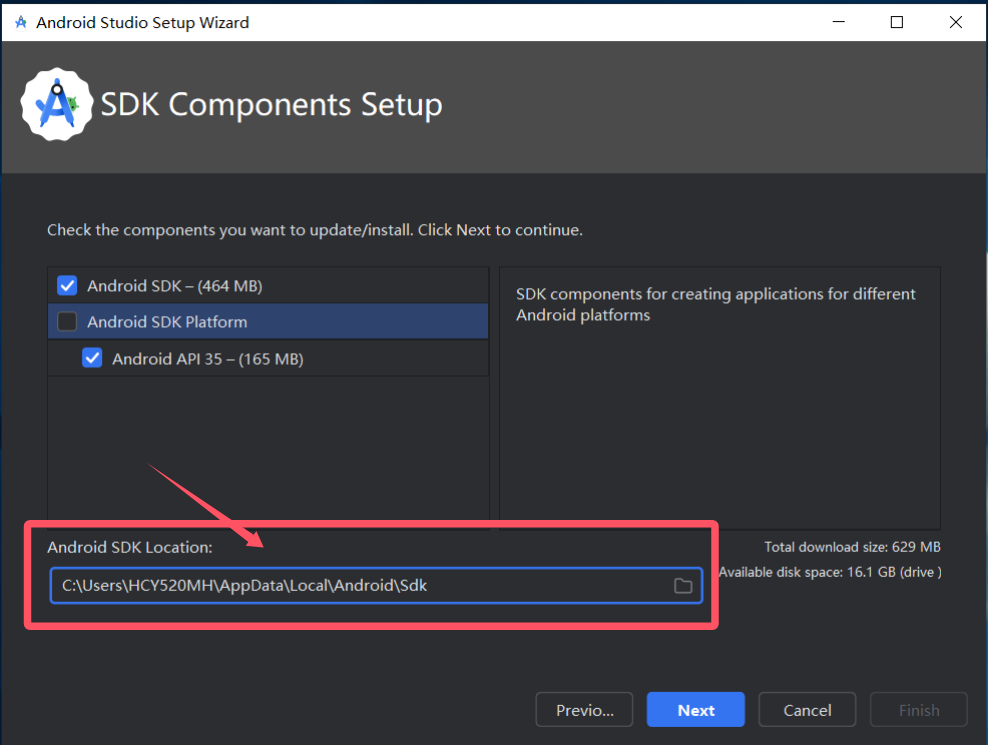 Android Studio Setup Wizard
SDK Components Setup
Check the components you want to update/install. Click Next to continue.
Android SDK – (464 MB)
Android SDK Platform
Android API 35 – (165 MB)
SDK components for creating applications for different
Android platforms
Android SDK Location:
C:\Users\HCY520MH\AppData\Local\Android\Sdk
Total download size: 629 MB
Available disk space: 16.1 GB (drive )
Previo... Next Cancel Finish